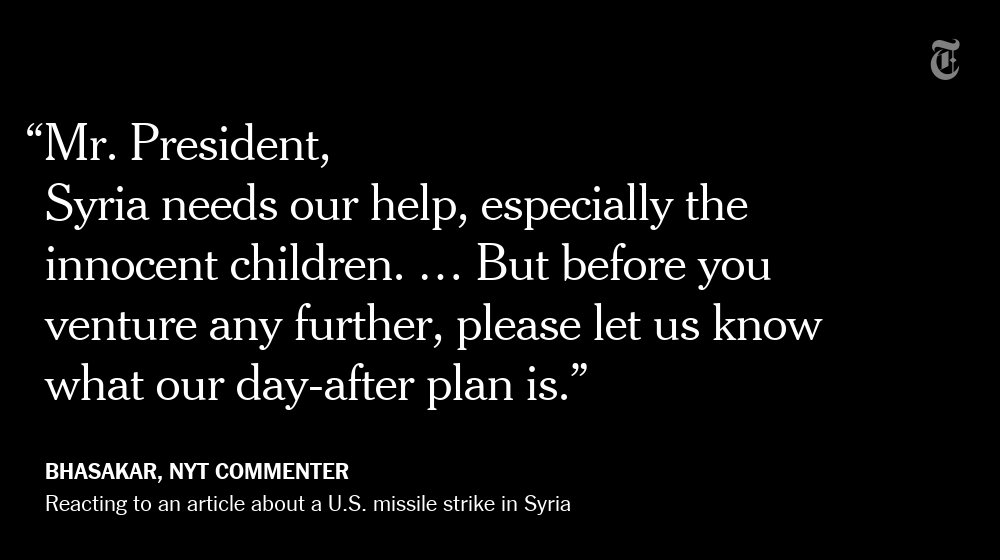 “Mr. President,
Syria needs our help, especially the
innocent children. … But before you
venture any further, please let us know
what our day-after plan is.”
BHASAKAR, NYT COMMENTER
Reacting to an article about a U.S. missile strike in Syria